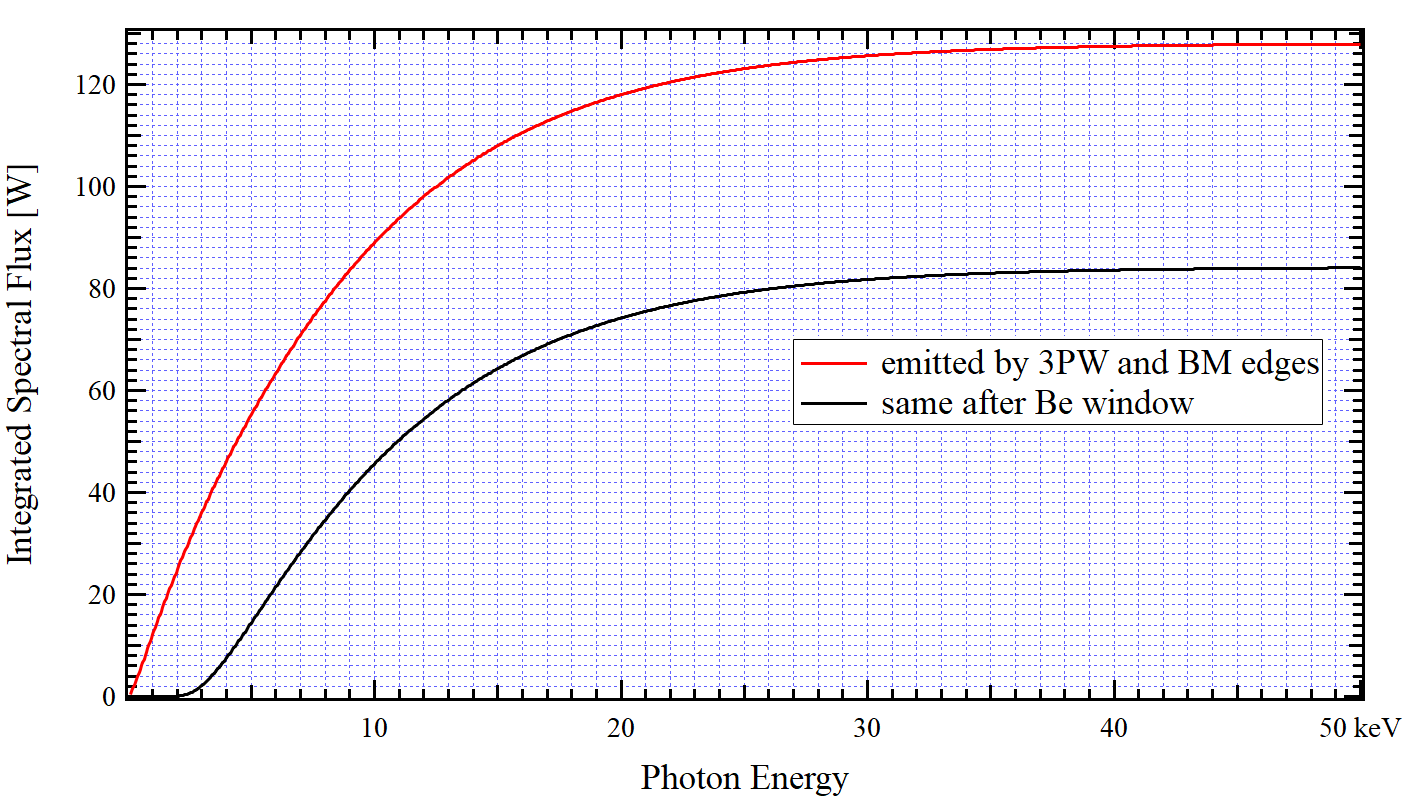 Integrated Spectral Flux [W]
120
100
80
60
40
20
0
emitted by 3PW and BM edges
same after Be window
10 20 30 40 50 keV
Photon Energy